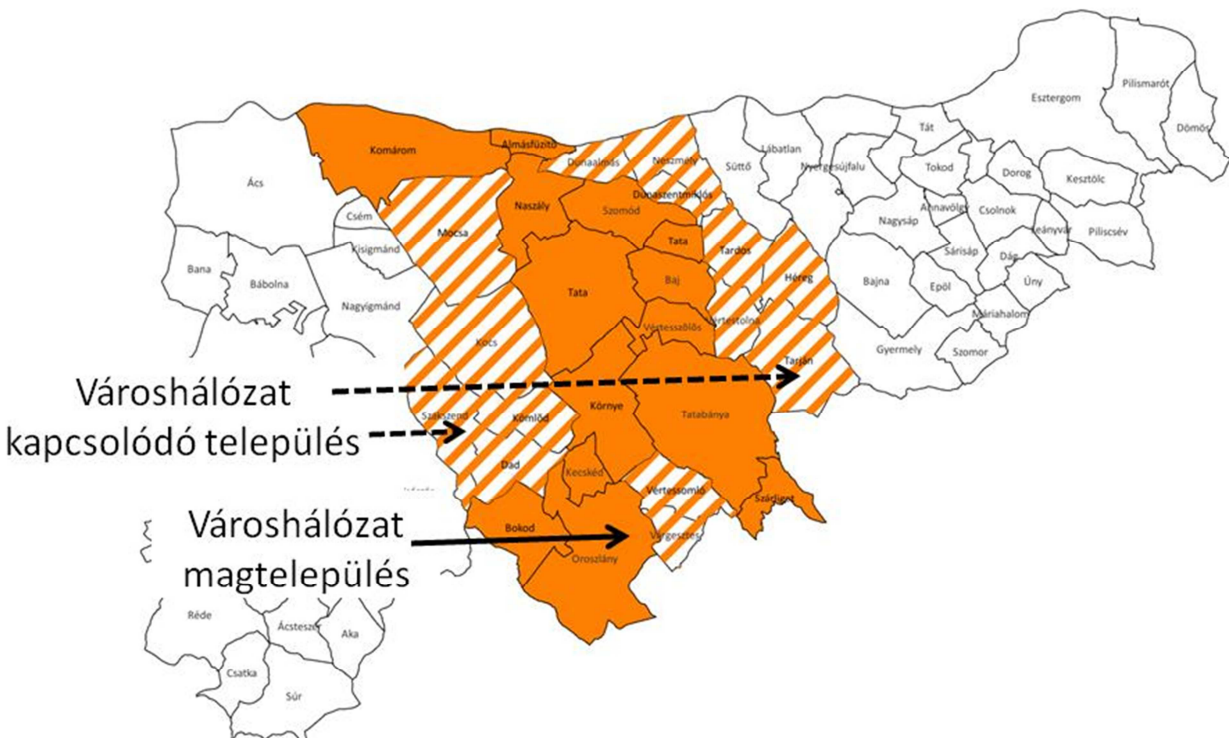 Pilismarót
Esztergom
Dömös
Tát
Komárom
Almásfüzitő
Lábatlan
Dunaalmás
Neszmély
Süttő
Nyergesújfalu
Tokod
Dorog
Kesztölc
Ács
Dunaszentmiklós
Naszály
Szomód
Annavölgy
Csolnok
Csém
Nagysáp
Mocsa
Leányvár
Piliscsév
Tata
Tardos
Sárisáp
Dág
Kisigmánd
Bana
Bábolna
Baj
Héreg
Bajna
Epöl
Úny
Tata
Nagyigmánd
Máriahalom
Vértesszőlős
Vértestolna
Kocs
Gyermely
Szomor
Tarján
Városhálózat
kapcsolódó település
Környe
Tatabánya
Szákszend
Kömlőd
Dad
Kecskéd
Vértessomló
Szárliget
Városhálózat
magtelepülés
Bokod
Várgesztes
Oroszlány
Réde
Ácsteszér
Aka
Csatka
Súr